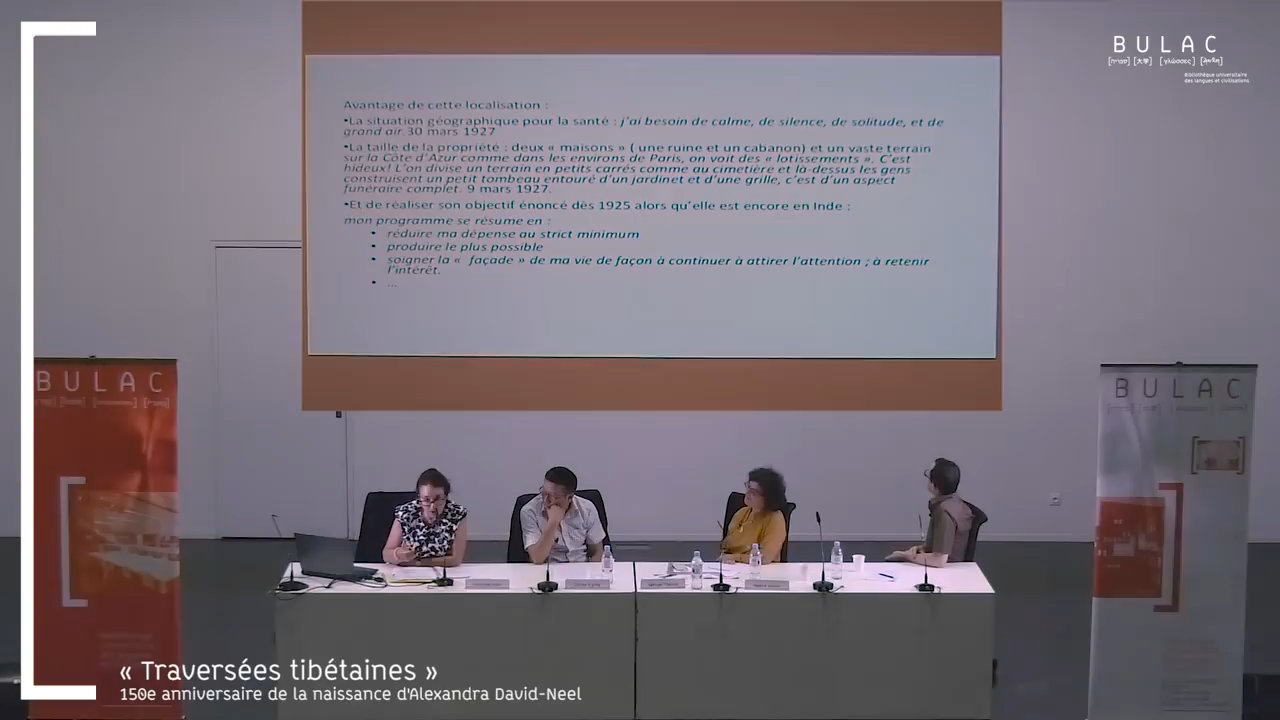 BULAC
[大學] [γλώσσες]
Bibliothèque universitaire
des langues et civilisations
Avantage de cette localisation :
•La situation géographique pour la santé : j'ai besoin de calme, de silence, de solitude, et de
grand air. 30 mars 1927
•La taille de la propriété : deux « maisons » ( une ruine et un cabanon) et un vaste terrain
sur la Côte d'Azur comme dans les environs de Paris, on voit des « lotissements ». C'est
hideux! L'on divise un terrain en petits carrés comme au cimetière et là-dessus les gens
construisent un petit tombeau entouré d'un jardinet et d'une grille, c'est d'un aspect
funéraire complet. 9 mars 1927.
•Et de réaliser son objectif énoncé dès 1925 alors qu'elle est encore en Inde :
mon programme se résume en :
• réduire ma dépense au strict minimum
• produire le plus possible
• soigner la « façade » de ma vie de façon à continuer à attirer l'attention ; à retenir
l'intérêt.
• ...
BULAC
BULAC
« Traversées tibétaines »
150e anniversaire de la naissance d'Alexandra David-Neel